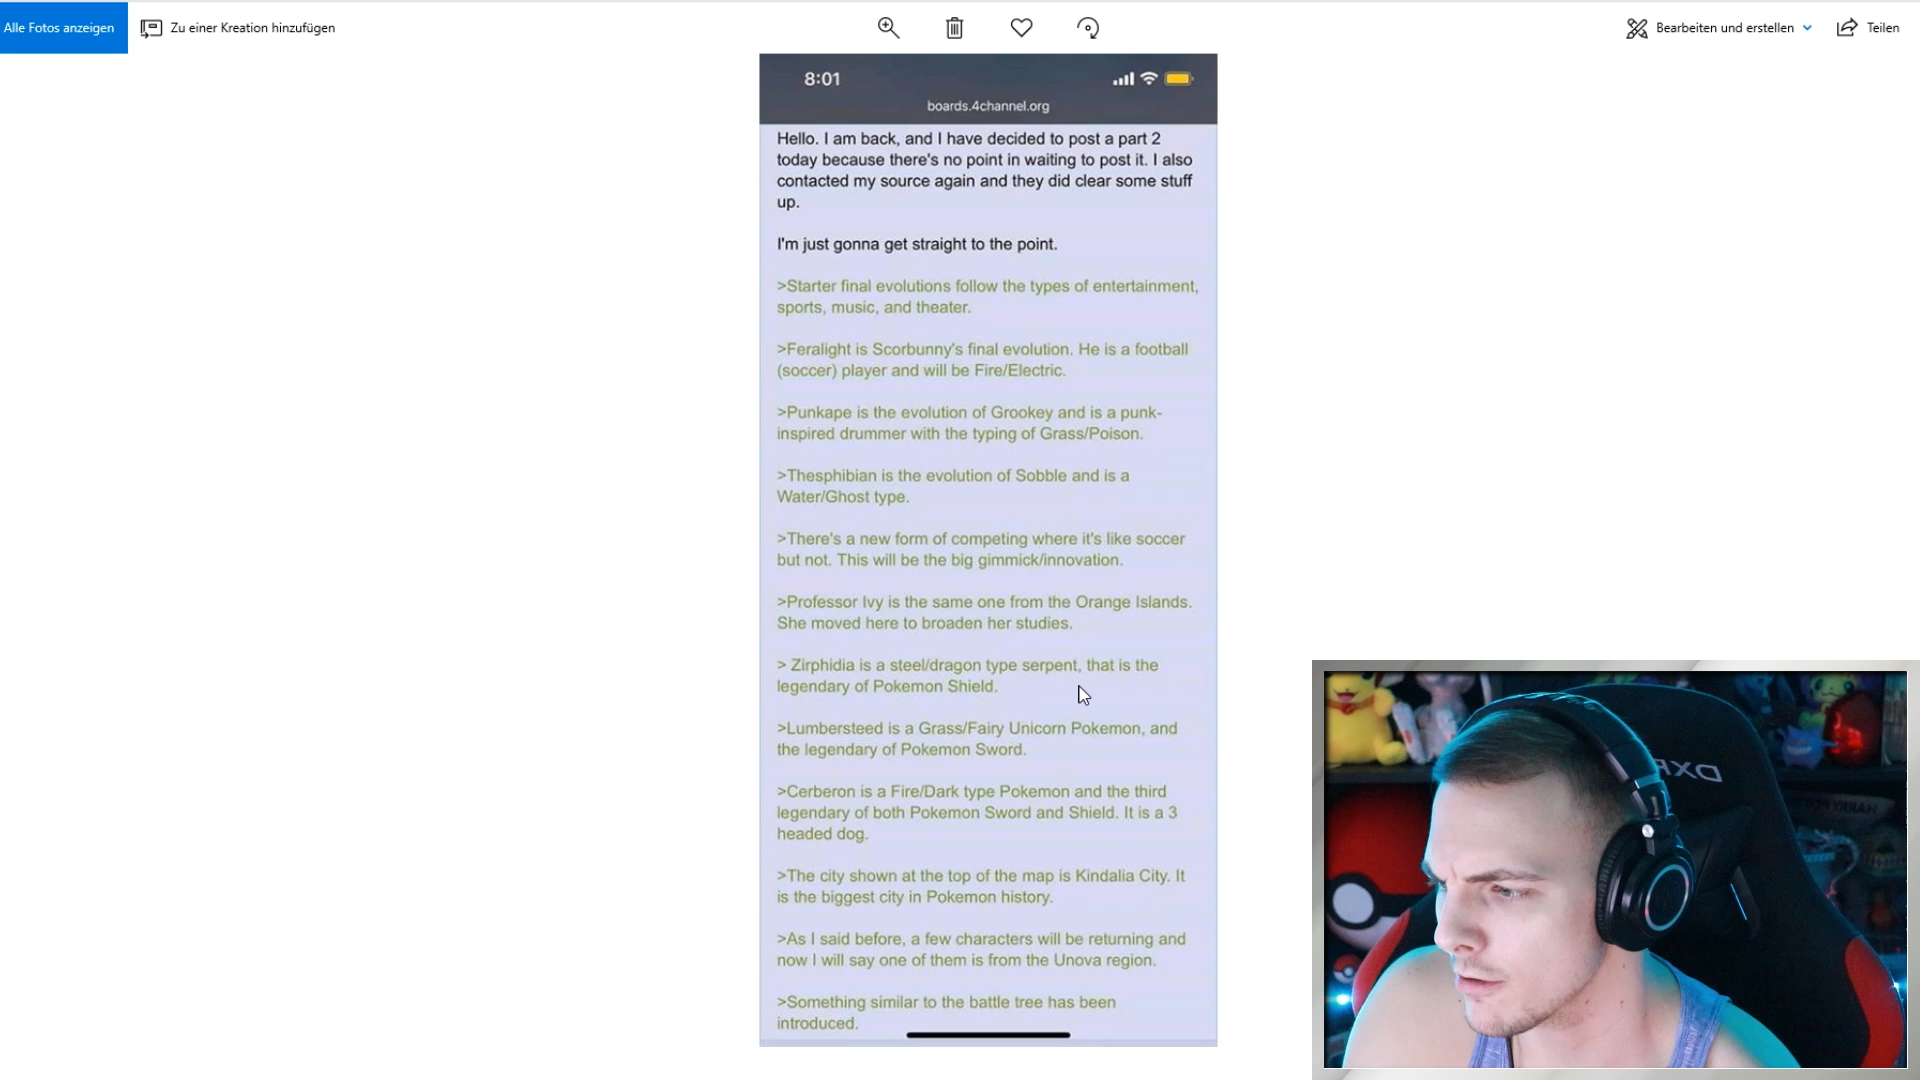 Alle Fotos anzeigen
Zu einer Kreation hinzufügen
Bearbeiten und erstellen
Teilen
8:01
boards.4channel.org
Hello. I am back, and I have decided to post a part 2
today because there's no point in waiting to post it. I also
contacted my source again and they did clear some stuff
up.
I'm just gonna get straight to the point.
>Starter final evolutions follow the types of entertainment,
sports, music, and theater.
>Feralight is Scorbunny's final evolution. He is a football
(soccer) player and will be Fire/Electric.
>Punkape is the evolution of Grookey and is a punk-
inspired drummer with the typing of Grass/Poison.
>Thesphibian is the evolution of Sobble and is a
Water/Ghost type.
>There's a new form of competing where it's like soccer
but not. This will be the big gimmick/innovation.
>Professor Ivy is the same one from the Orange Islands.
She moved here to broaden her studies.
> Zirphidia is a steel/dragon type serpent, that is the
legendary of Pokemon Shield.
>Lumbersteed is a Grass/Fairy Unicorn Pokemon, and
the legendary of Pokemon Sword.
>Cerberon is a Fire/Dark type Pokemon and the third
legendary of both Pokemon Sword and Shield. It is a 3
headed dog.
>The city shown at the top of the map is Kindalia City. It
is the biggest city in Pokemon history.
>As I said before, a few characters will be returning and
now I will say one of them is from the Unova region.
>Something similar to the battle tree has been
introduced.